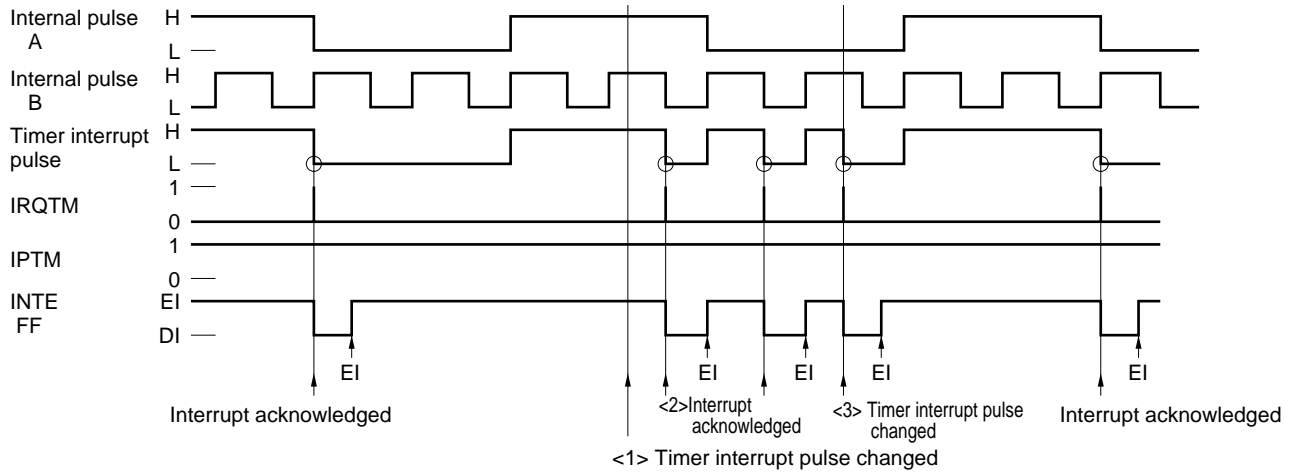 Internal pulse
A
H
L
Internal pulse
B
H
L
Timer interrupt
pulse
H
L
IRQTM
1
0
IPTM
1
0
INTE
FF
EI
DI
EI
EI
EI
EI
EI
Interrupt acknowledged
<2>Interrupt
acknowledged
<3> Timer interrupt pulse
changed
Interrupt acknowledged
<1> Timer interrupt pulse changed